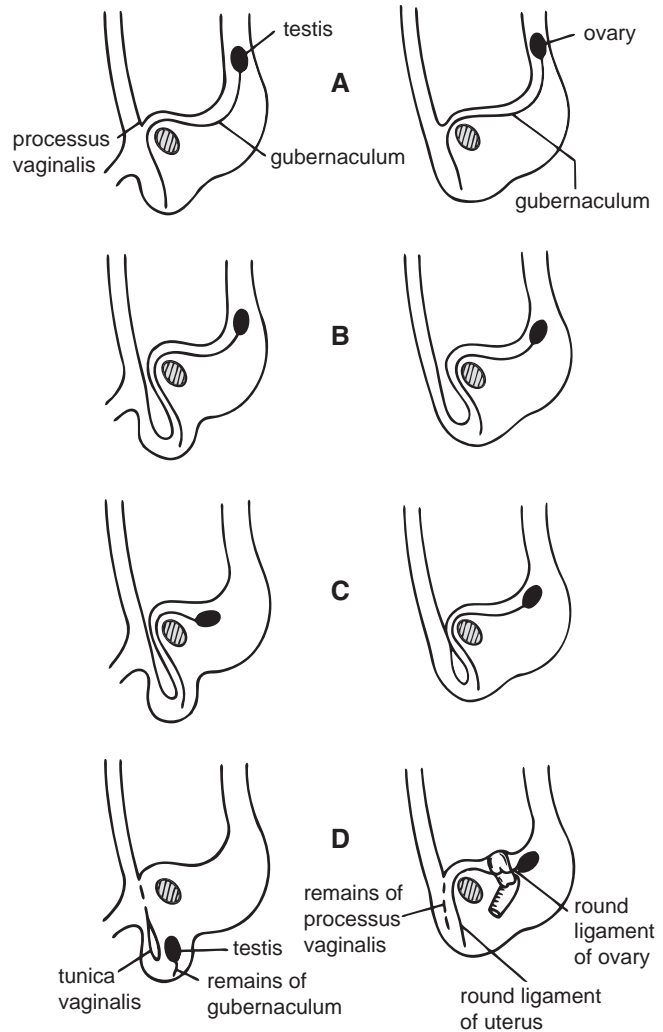 testis
ovary
A
processus
vaginalis
gubernaculum
gubernaculum
B
C
D
remains of
processus
vaginalis
round
ligament
of ovary
testis
tunica
vaginalis
remains of
gubernaculum
round ligament
of uterus